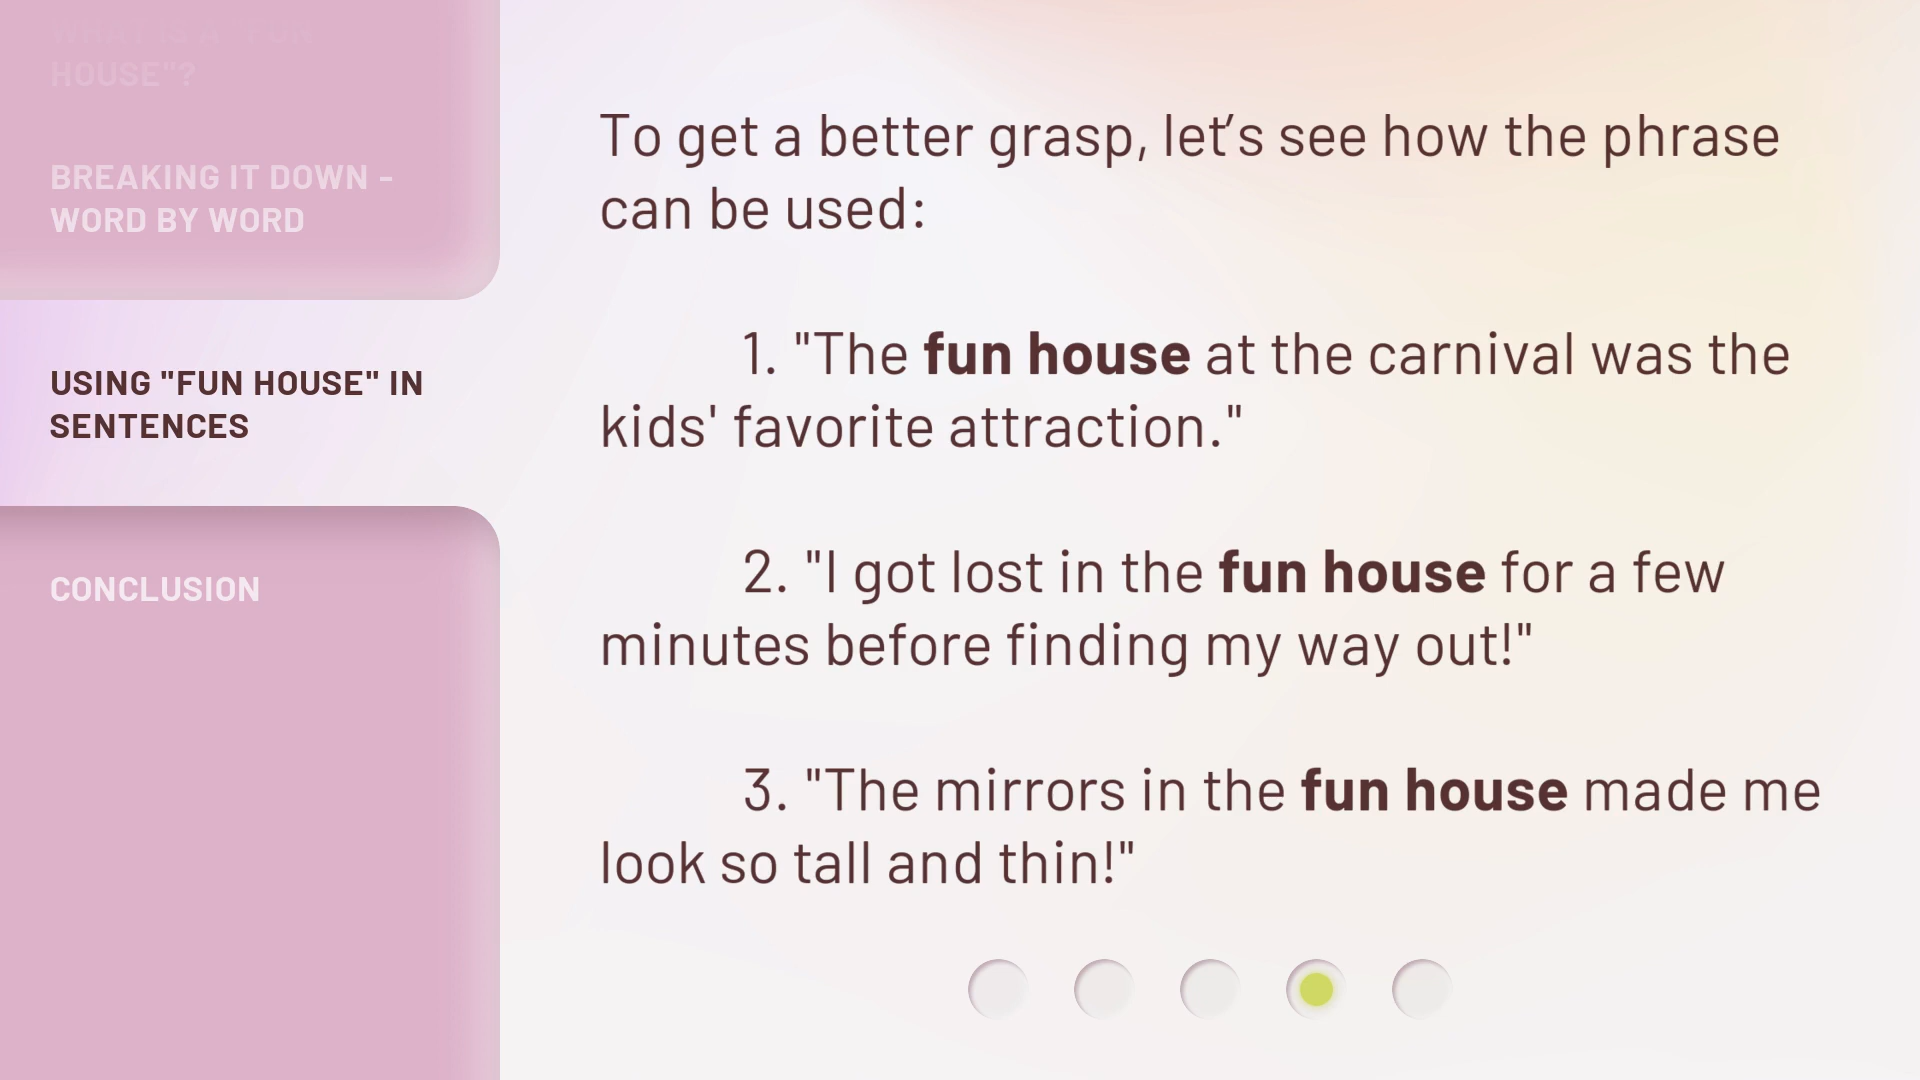 WHAT IS A "FUN
HOUSE"?
BREAKING IT DOWN -
WORD BY WORD
USING "FUN HOUSE" IN
SENTENCES
CONCLUSION
To get a better grasp, let’s see how the phrase
can be used:
1. "The fun house at the carnival was the
kids' favorite attraction."
2. "I got lost in the fun house for a few
minutes before finding my way out!"
3. "The mirrors in the fun house made me
look so tall and thin!"